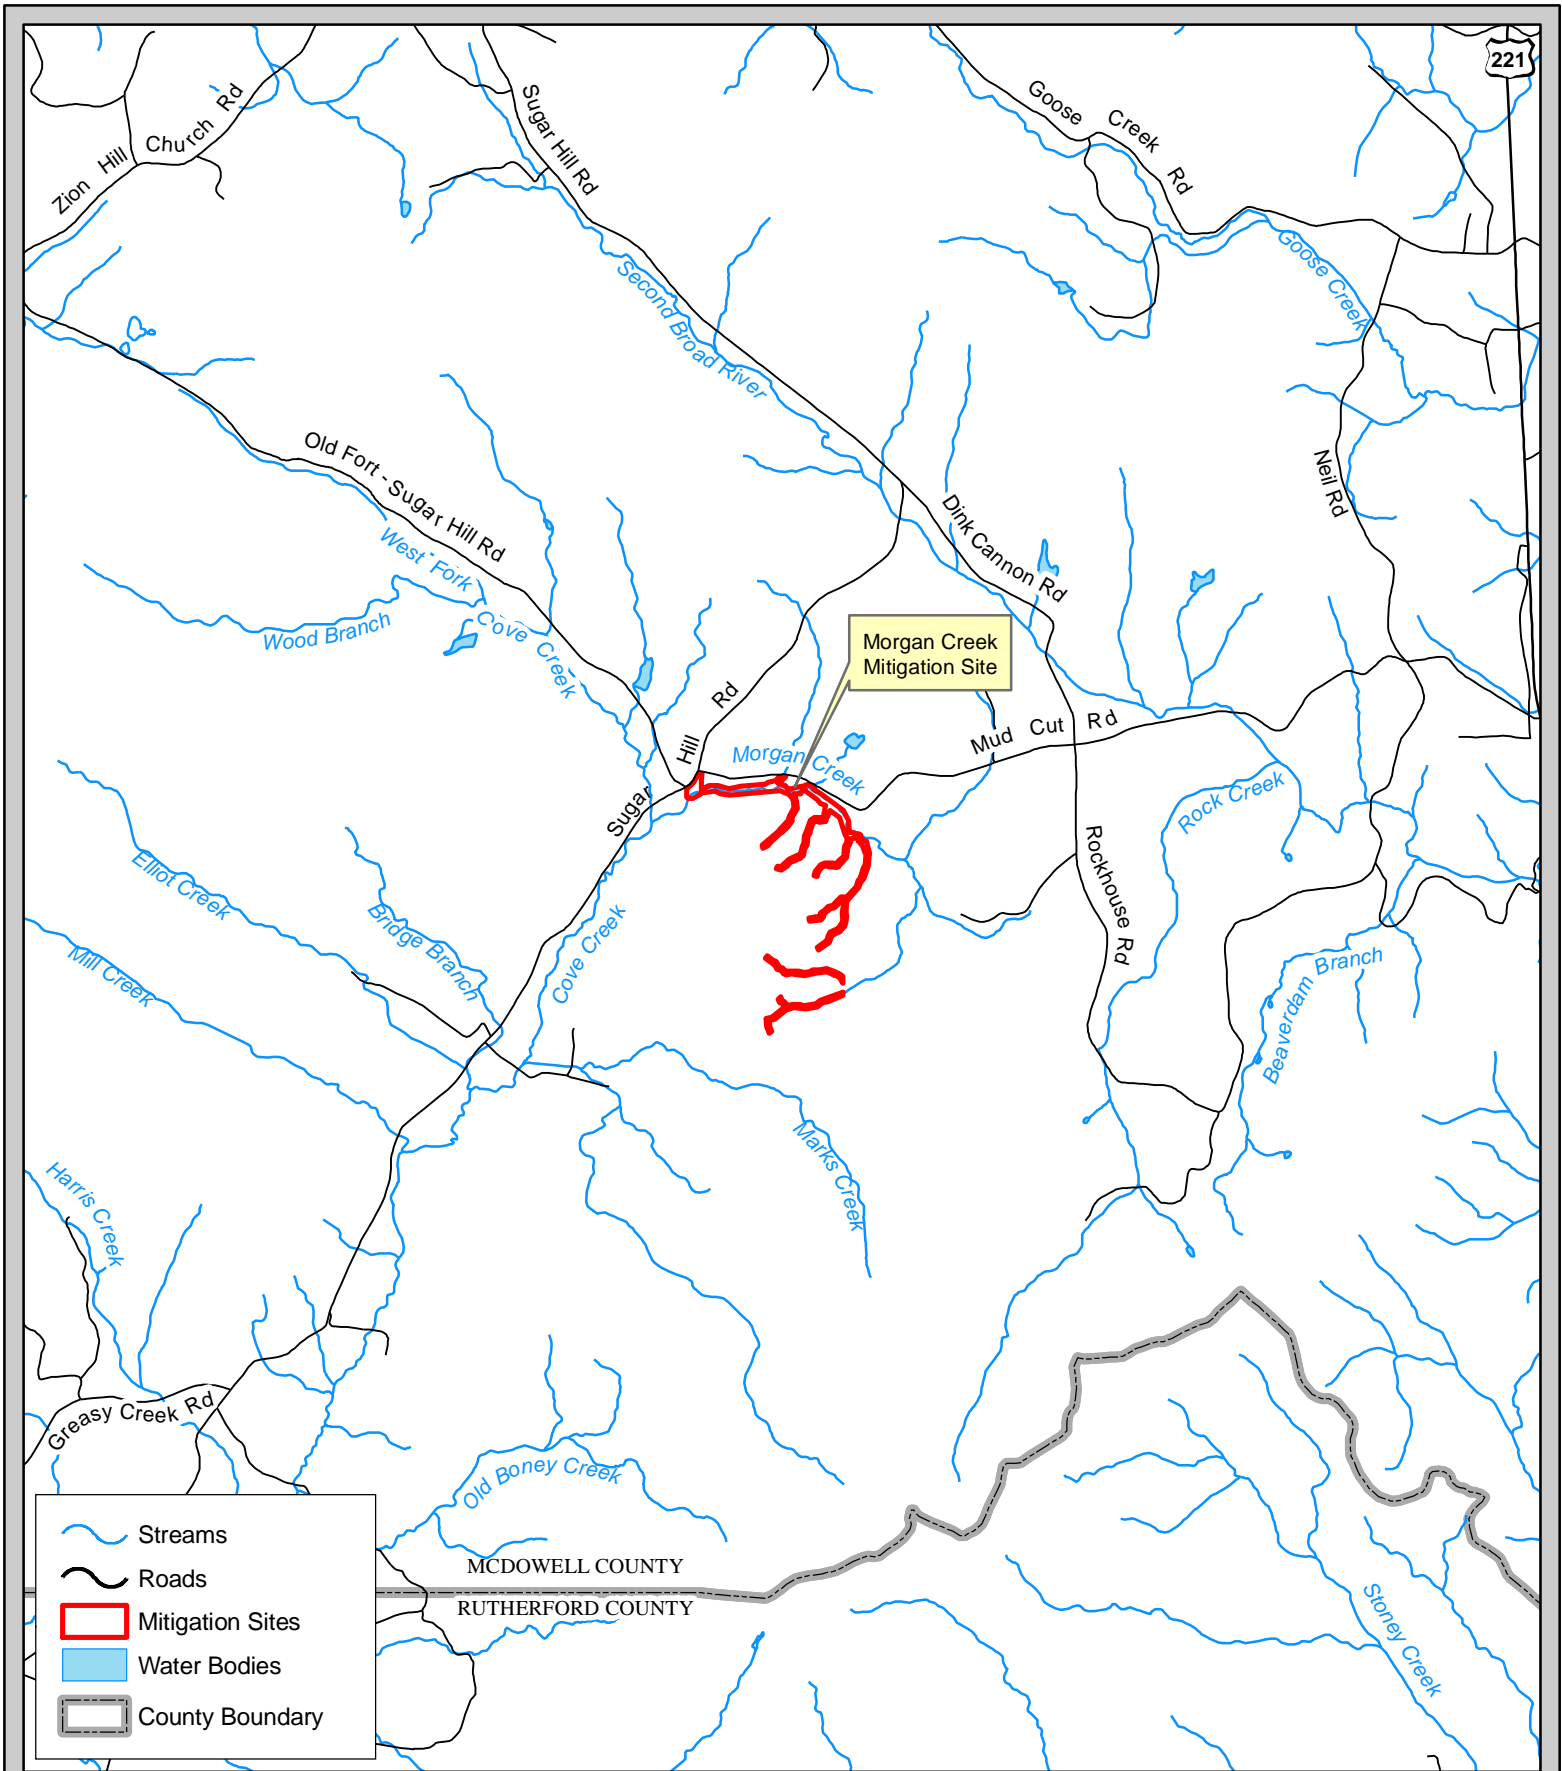 221
Zion Hill Church Rd
Sugar Hill Rd
Goose Creek Rd
Goose Creek
Second Broad River
Old Fort - Sugar Hill Rd
Neil Rd
Dink Cannon Rd
West Fork Cove Creek
Wood Branch
Morgan Creek
Mitigation Site
Sugar Hill Rd
Mud Cut Rd
Morgan Creek
Rock Creek
Rockhouse Rd
Elliot Creek
Bridge Branch
Cove Creek
Mill Creek
Beaverdam Branch
Marks Creek
Harris Creek
Greasy Creek Rd
Old Boney Creek
Stoney Creek
MCDOWELL COUNTY
RUTHERFORD COUNTY
Streams
Roads
Mitigation Sites
Water Bodies
County Boundary